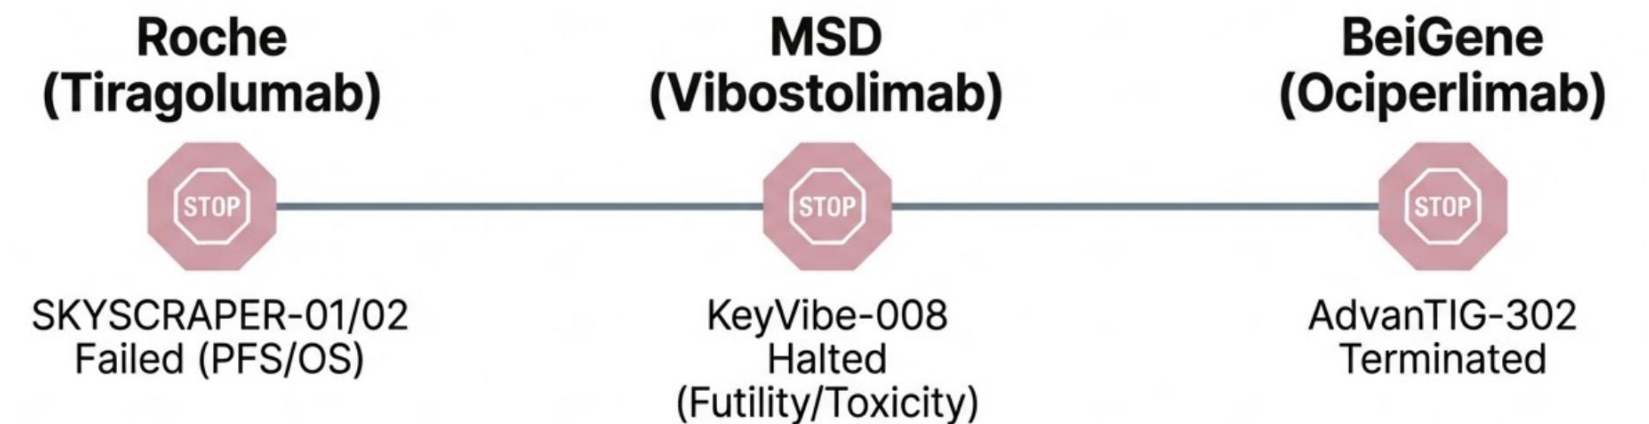 Roche
(Tiragolumab)
MSD
(Vibostolimab)
BeiGene
(Ociperlimab)
STOP
STOP
STOP
SKYSCRAPER-01/02
Failed (PFS/OS)
KeyVibe-008
Halted
(Futility/Toxicity)
AdvanTIG-302
Terminated